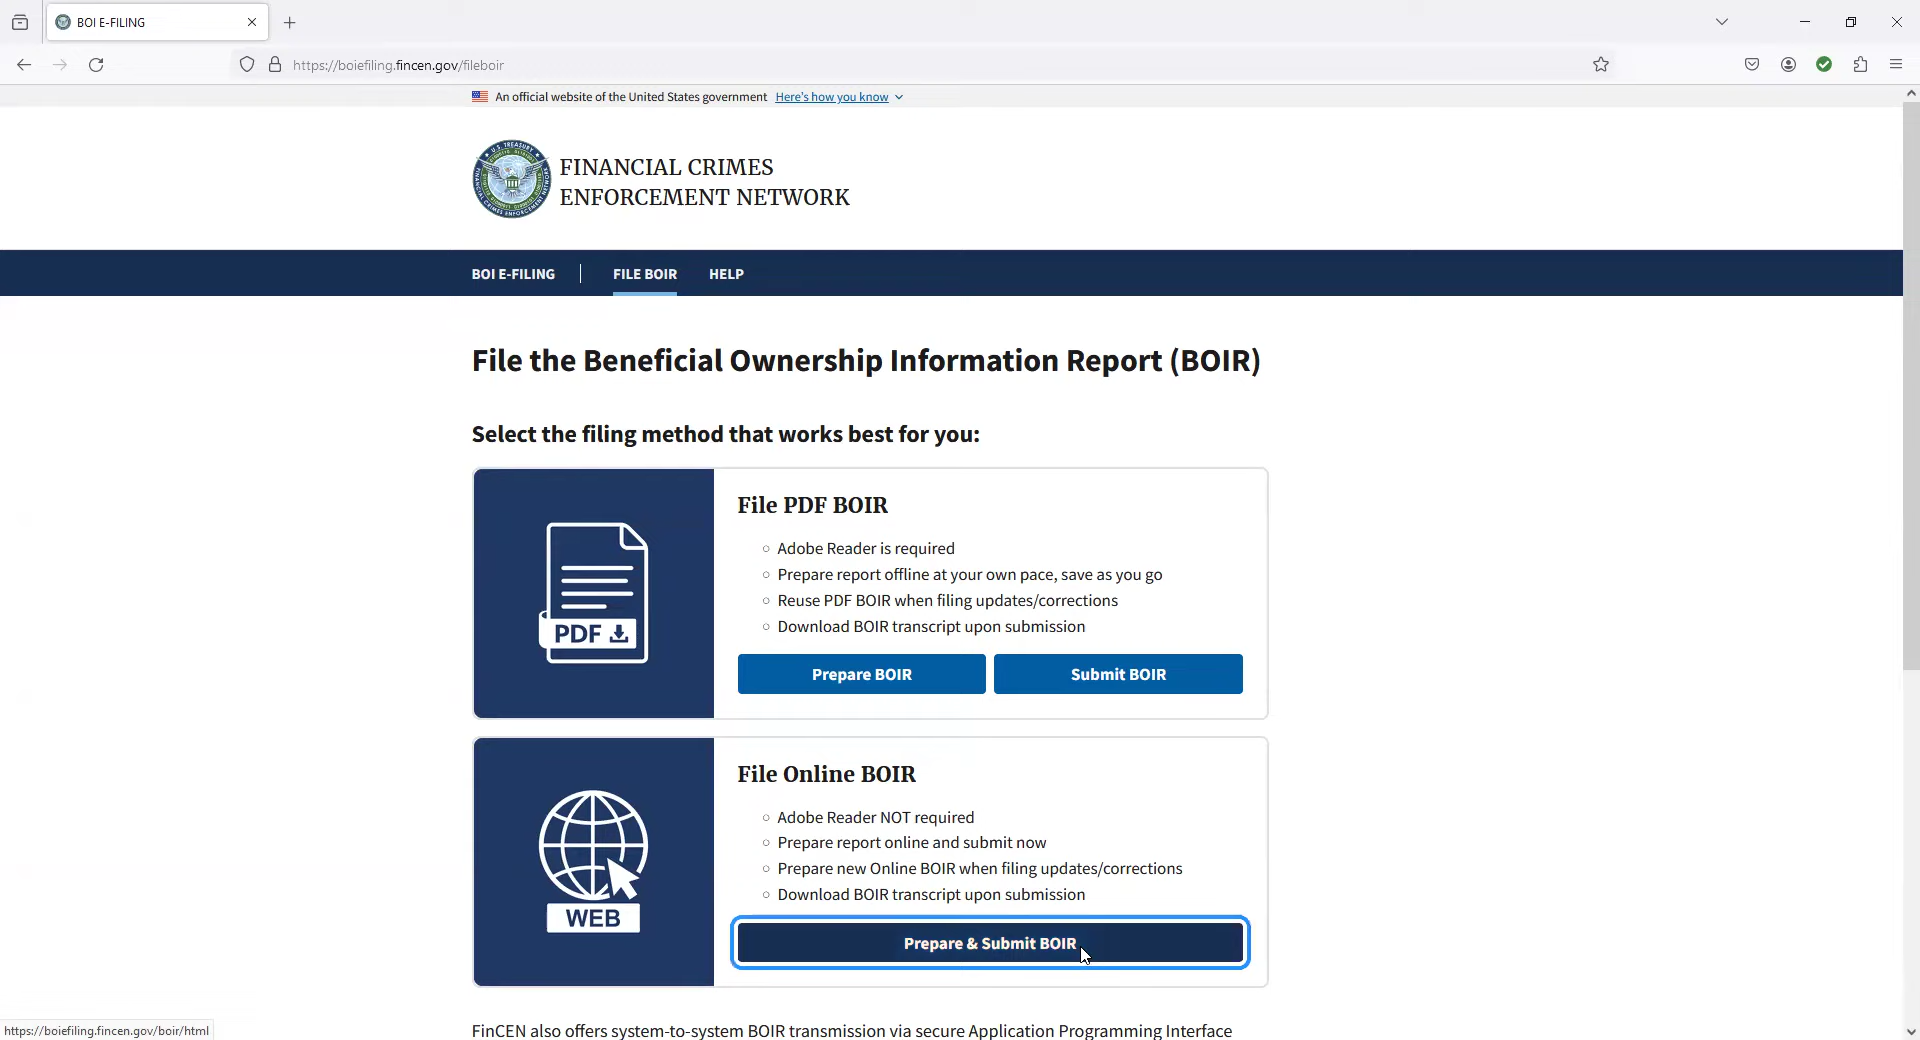 BOI E-FILING
https://boiefiling.fincen.gov/fileboir
An official website of the United States government Here's how you know
FINANCIAL CRIMES
ENFORCEMENT NETWORK
BOI E-FILING FILE BOIR HELP
File the Beneficial Ownership Information Report (BOIR)
Select the filing method that works best for you:
PDF
File PDF BOIR
Adobe Reader is required
Prepare report offline at your own pace, save as you go
Reuse PDF BOIR when filing updates/corrections
Download BOIR transcript upon submission
Prepare BOIR Submit BOIR
WEB
File Online BOIR
Adobe Reader NOT required
Prepare report online and submit now
Prepare new Online BOIR when filing updates/corrections
Download BOIR transcript upon submission
Prepare & Submit BOIR
https://boiefiling.fincen.gov/boir/html
FinCEN also offers system-to-system BOIR transmission via secure Application Programming Interface